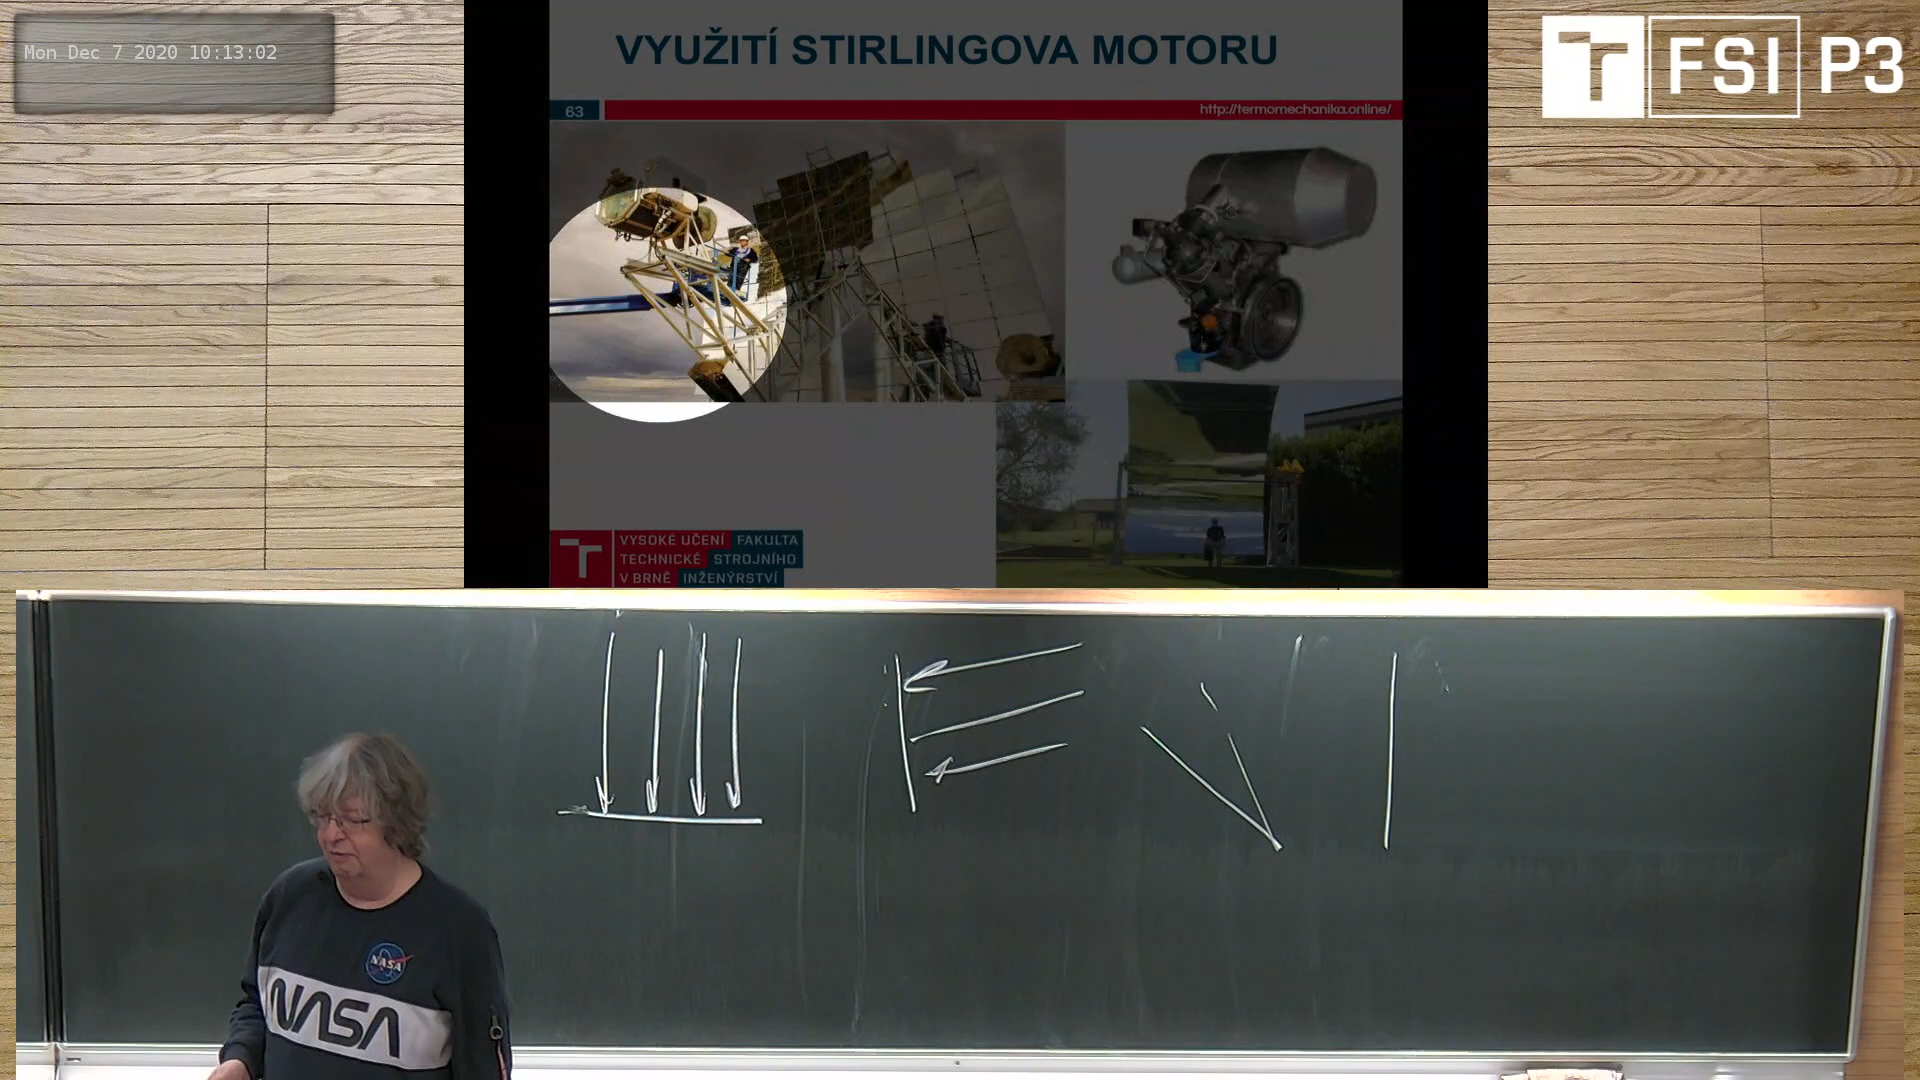 Mon Dec 7 2020 10:13:02
VYUŽITÍ STIRLINGOVA MOTORU
63
http://termomechanika.online/
T FSI P3
VYSOKÉ UČENÍ FAKULTA
TECHNICKÉ STROJNÍHO
V BRNĚ INŽENÝRSTVÍ
NASA
NASA